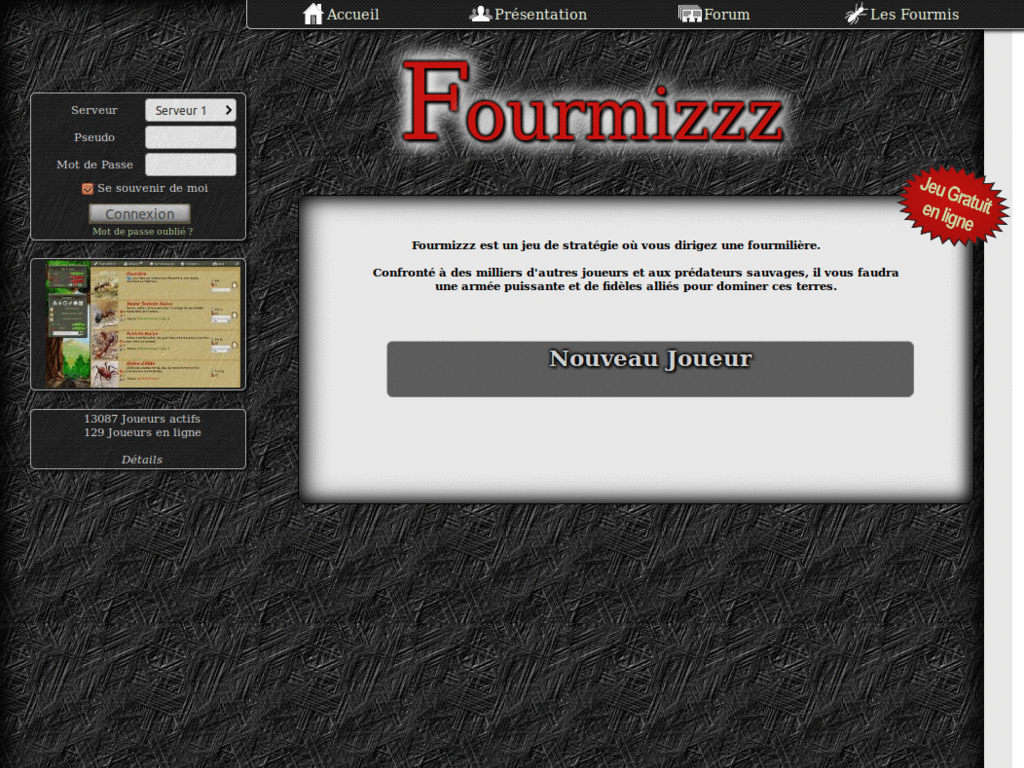 Accueil
Présentation
Forum
Les Fourmis
Fourmizzz
Serveur
Serveur 1
Pseudo
Mot de Passe
Se souvenir de moi
Connexion
Mot de passe oublié ?
13087 Joueurs actifs
129 Joueurs en ligne
Détails
Jeu Gratuit
en ligne
Fourmizzz est un jeu de stratégie où vous dirigez une fourmilière.
Confronté à des milliers d'autres joueurs et aux prédateurs sauvages, il vous faudra
une armée puissante et de fidèles alliés pour dominer ces terres.
Nouveau Joueur